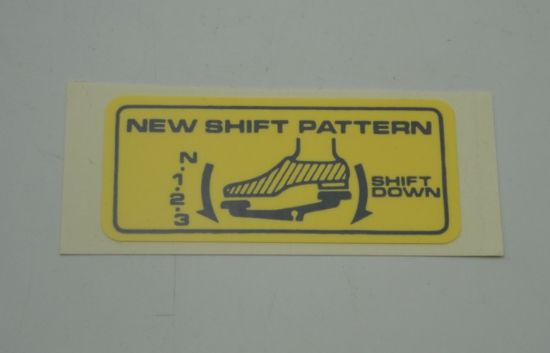 NEW SHIFT PATTERN
N
·1
·2
·3
SHIFT
DOWN